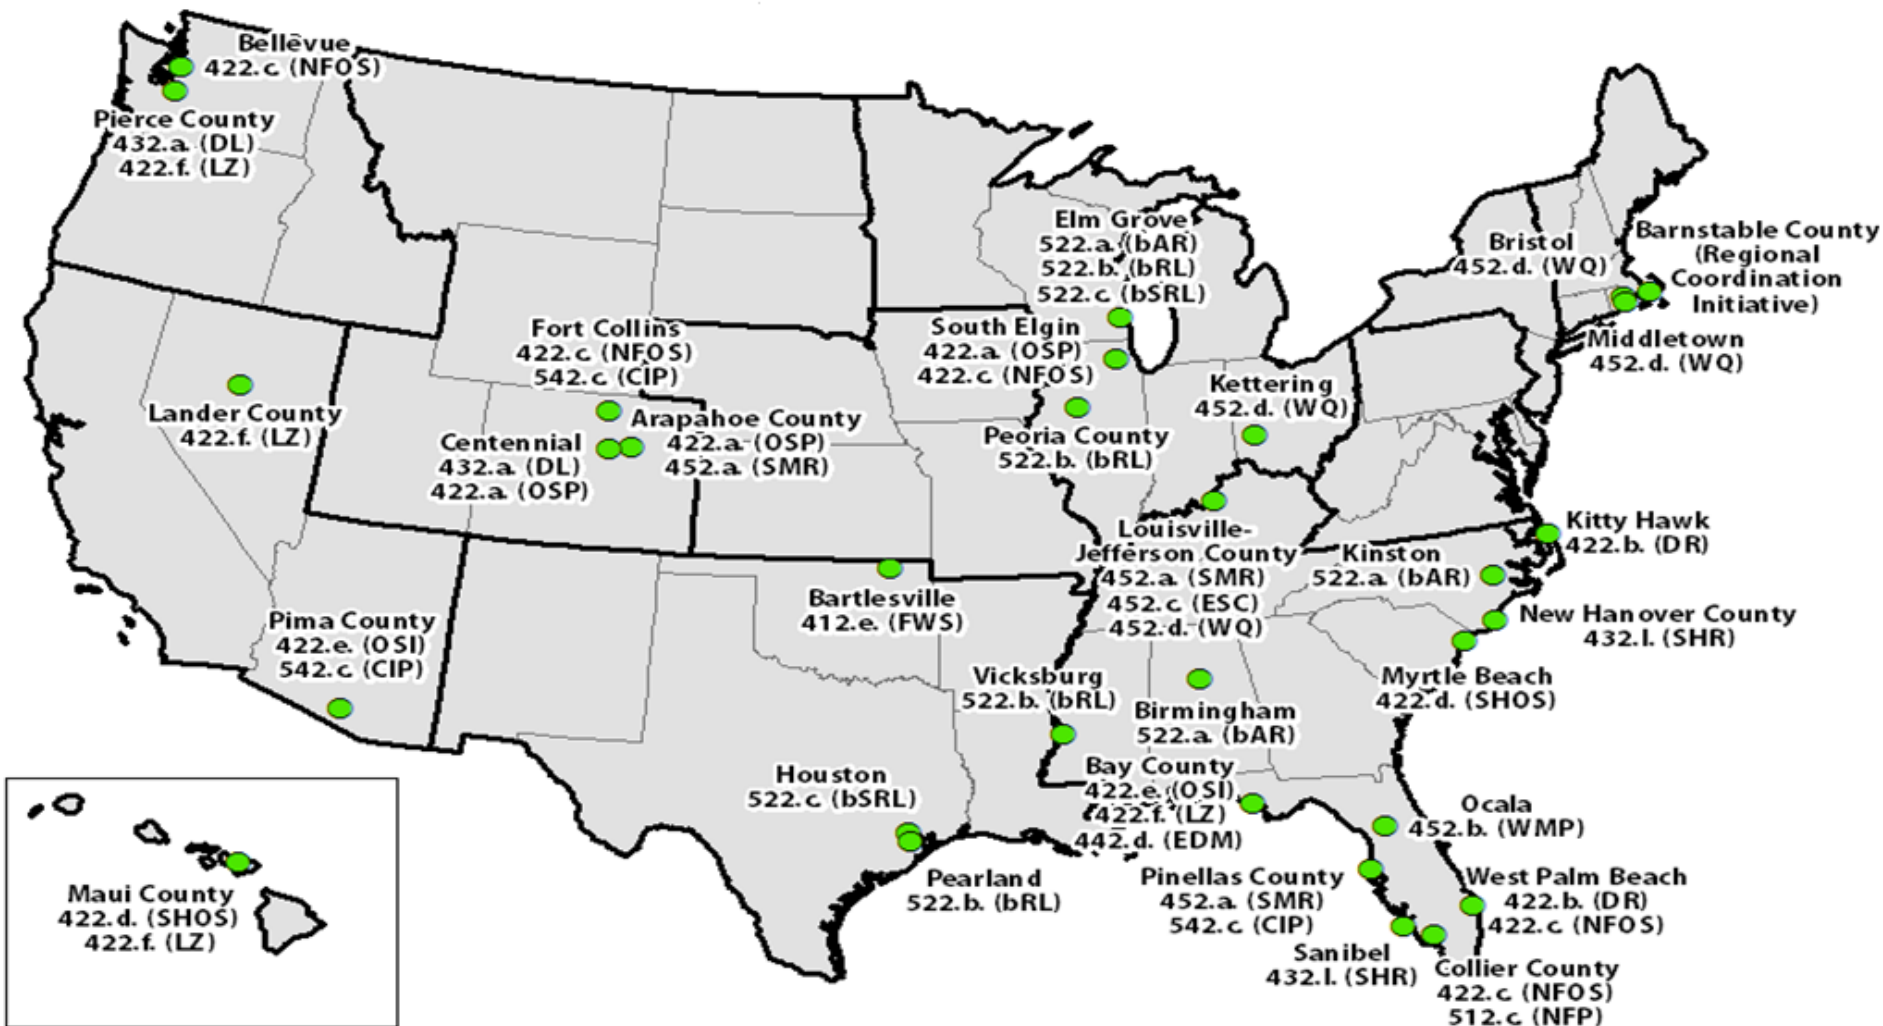 Bellevue
422.c. (NFOS)
Pierce County
432.a. (DL)
422.f. (LZ)
Lander County
422.f. (LZ)
Fort Collins
422.c. (NFOS)
542.c. (CIP)
Centennial
432.a. (DL)
422.a. (OSP)
Arapahoe County
422.a. (OSP)
452.a. (SMR)
Pima County
422.e. (OSI)
542.c. (CIP)
Maui County
422.d. (SHOS)
422.f. (LZ)
Bartlesville
412.e. (FWS)
Houston
522.c. (bSRL)
Pearland
522.b. (bRL)
Elm Grove
522.a. (bAR)
522.b. (bRL)
522.c. (bSRL)
South Elgin
422.a. (OSP)
422.c. (NFOS)
Peoria County
522.b. (bRL)
Kettering
452.d. (WQ)
Louisville-
Jefferson County
452.a. (SMR)
452.c. (ESC)
452.d. (WQ)
Vicksburg
522.b. (bRL)
Birmingham
522.a. (bAR)
Bay County
422.e. (OSI)
422.f. (LZ)
442.d. (EDM)
Bristol
452.d. (WQ)
Barnstable County
(Regional
Coordination
Initiative)
Middletown
452.d. (WQ)
Kitty Hawk
422.b. (DR)
Kinston
522.a. (bAR)
New Hanover County
432.l. (SHR)
Myrtle Beach
422.d. (SHOS)
Ocala
452.b. (WMP)
Pinellas County
452.a. (SMR)
542.c. (CIP)
West Palm Beach
422.b. (DR)
422.c. (NFOS)
Sanibel
432.l. (SHR)
Collier County
422.c. (NFOS)
512.c. (NFP)